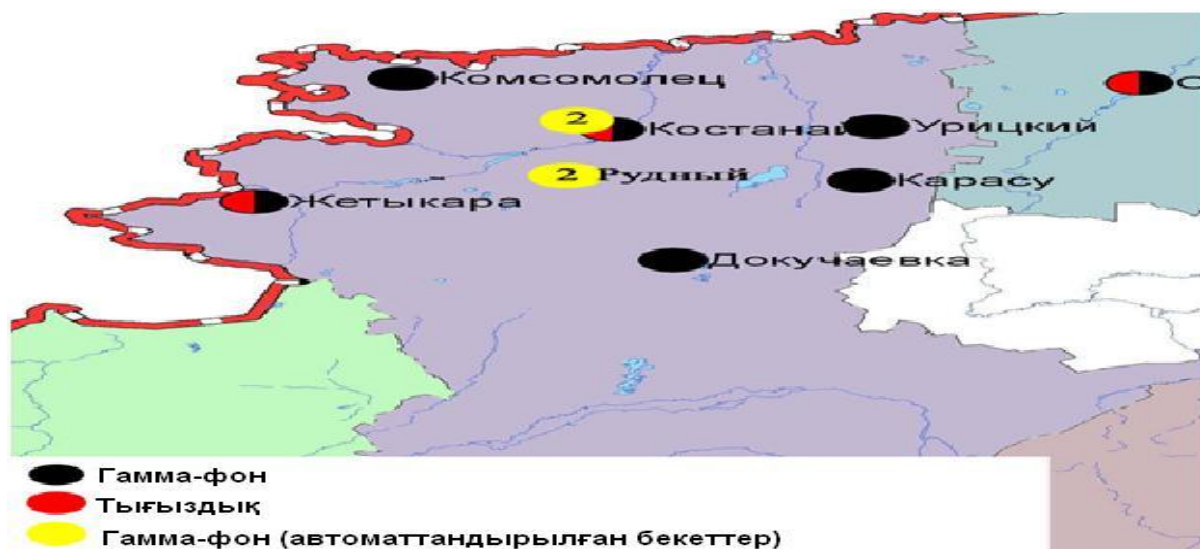 Комсомолец
2
Костанай
Урицкий
2 Рудный
Карасу
Жетыкара
Докучаевка
Гамма-фон
Тығыздық
Гамма-фон (автоматтандырылған бекеттер)